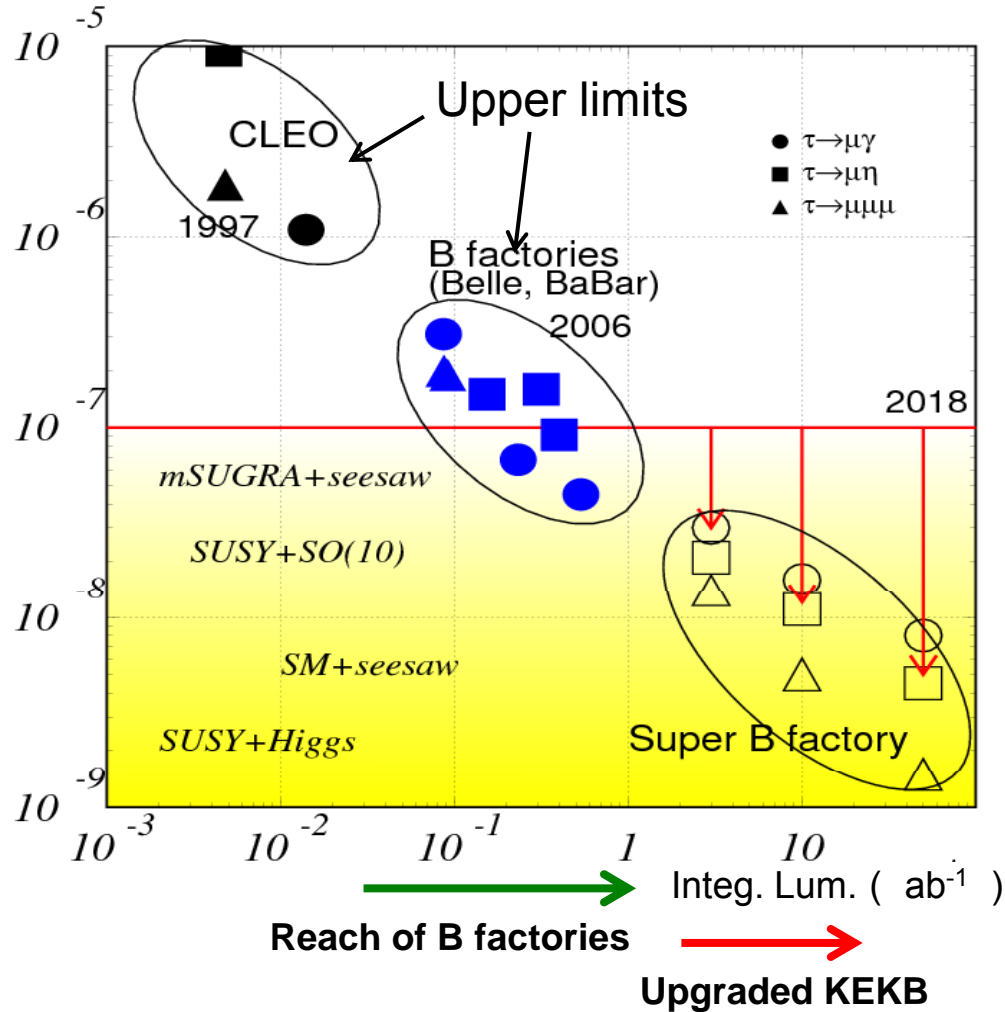 10 -5
Upper limits
CLEO
● τ→μγ
■ τ→μη
▲ τ→μμμ
1997
10 -6
B factories
(Belle, BaBar)
2006
2018
10 -7
mSUGRA+seesaw
SUSY+SO(10)
10 -8
SM+seesaw
SUSY+Higgs
Super B factory
10 -9
10 -3
10 -2
10 -1
1
10
Integ. Lum. ( ab-1 )
Reach of B factories
Upgraded KEKB